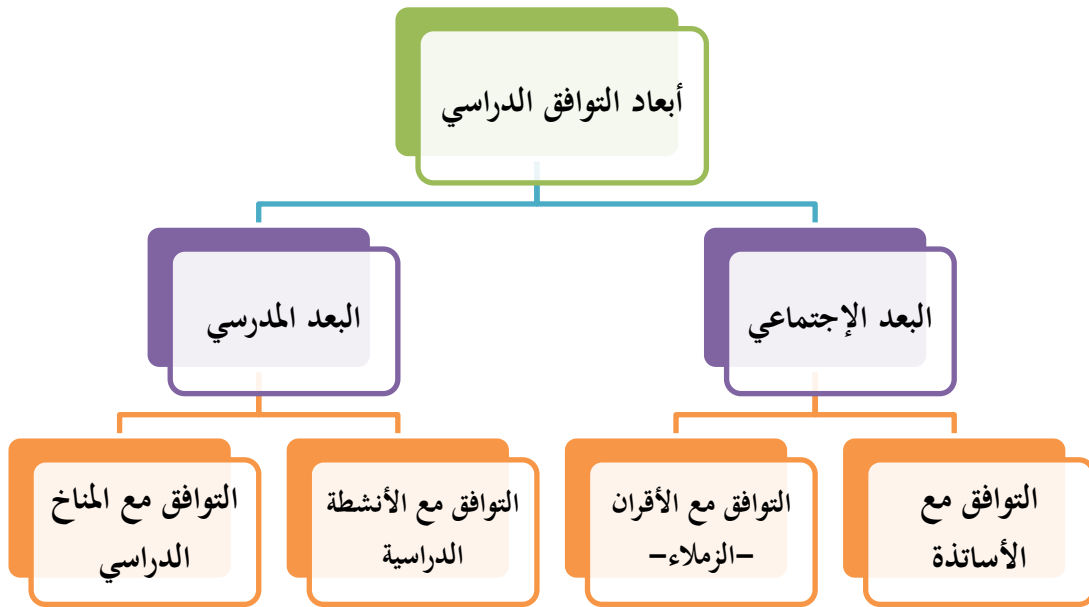 أبعاد التوافق الدراسي
البعد الإجتماعي
البعد المدرسي
التوافق مع
الأساتذة
التوافق مع الأقران
–الزملاء–
التوافق مع الأنشطة
الدراسية
التوافق مع المناخ
الدراسي